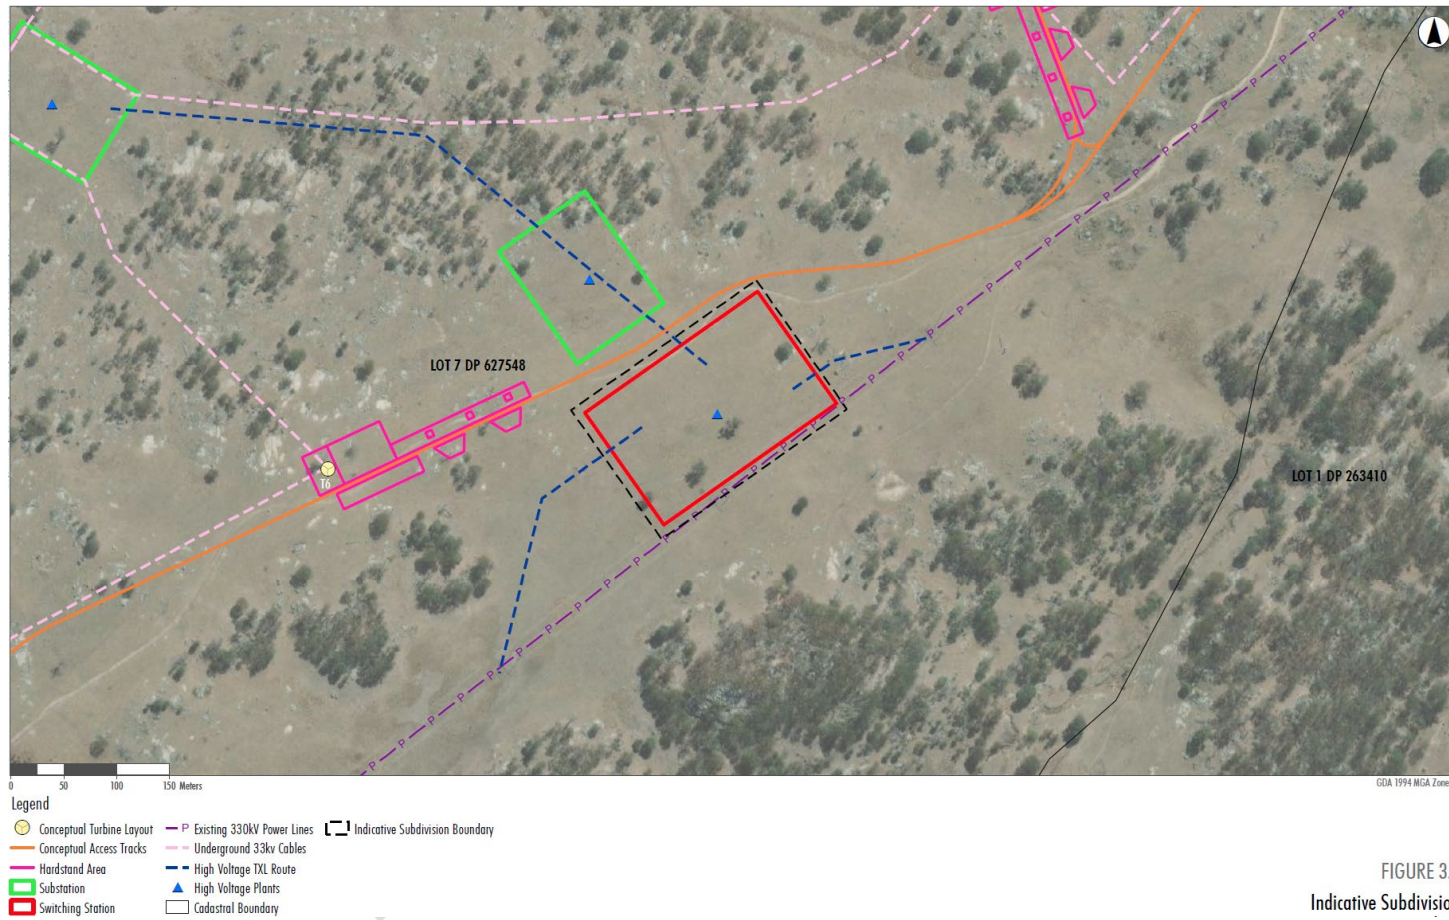 LOT 7 DP 627548
T6
LOT 1 DP 263410
P P P P P P P P P P P P P P P P P P P P P P P P P P P
0 50 100 150 Meters
GDA 1994 MGA Zone
Legend
Conceptual Turbine Layout
Conceptual Access Tracks
Hardstand Area
Substation
Switching Station
P Existing 330kV Power Lines
Underground 33kv Cables
High Voltage TXL Route
High Voltage Plants
Cadastral Boundary
Indicative Subdivision Boundary
FIGURE 3.
Indicative Subdivisio